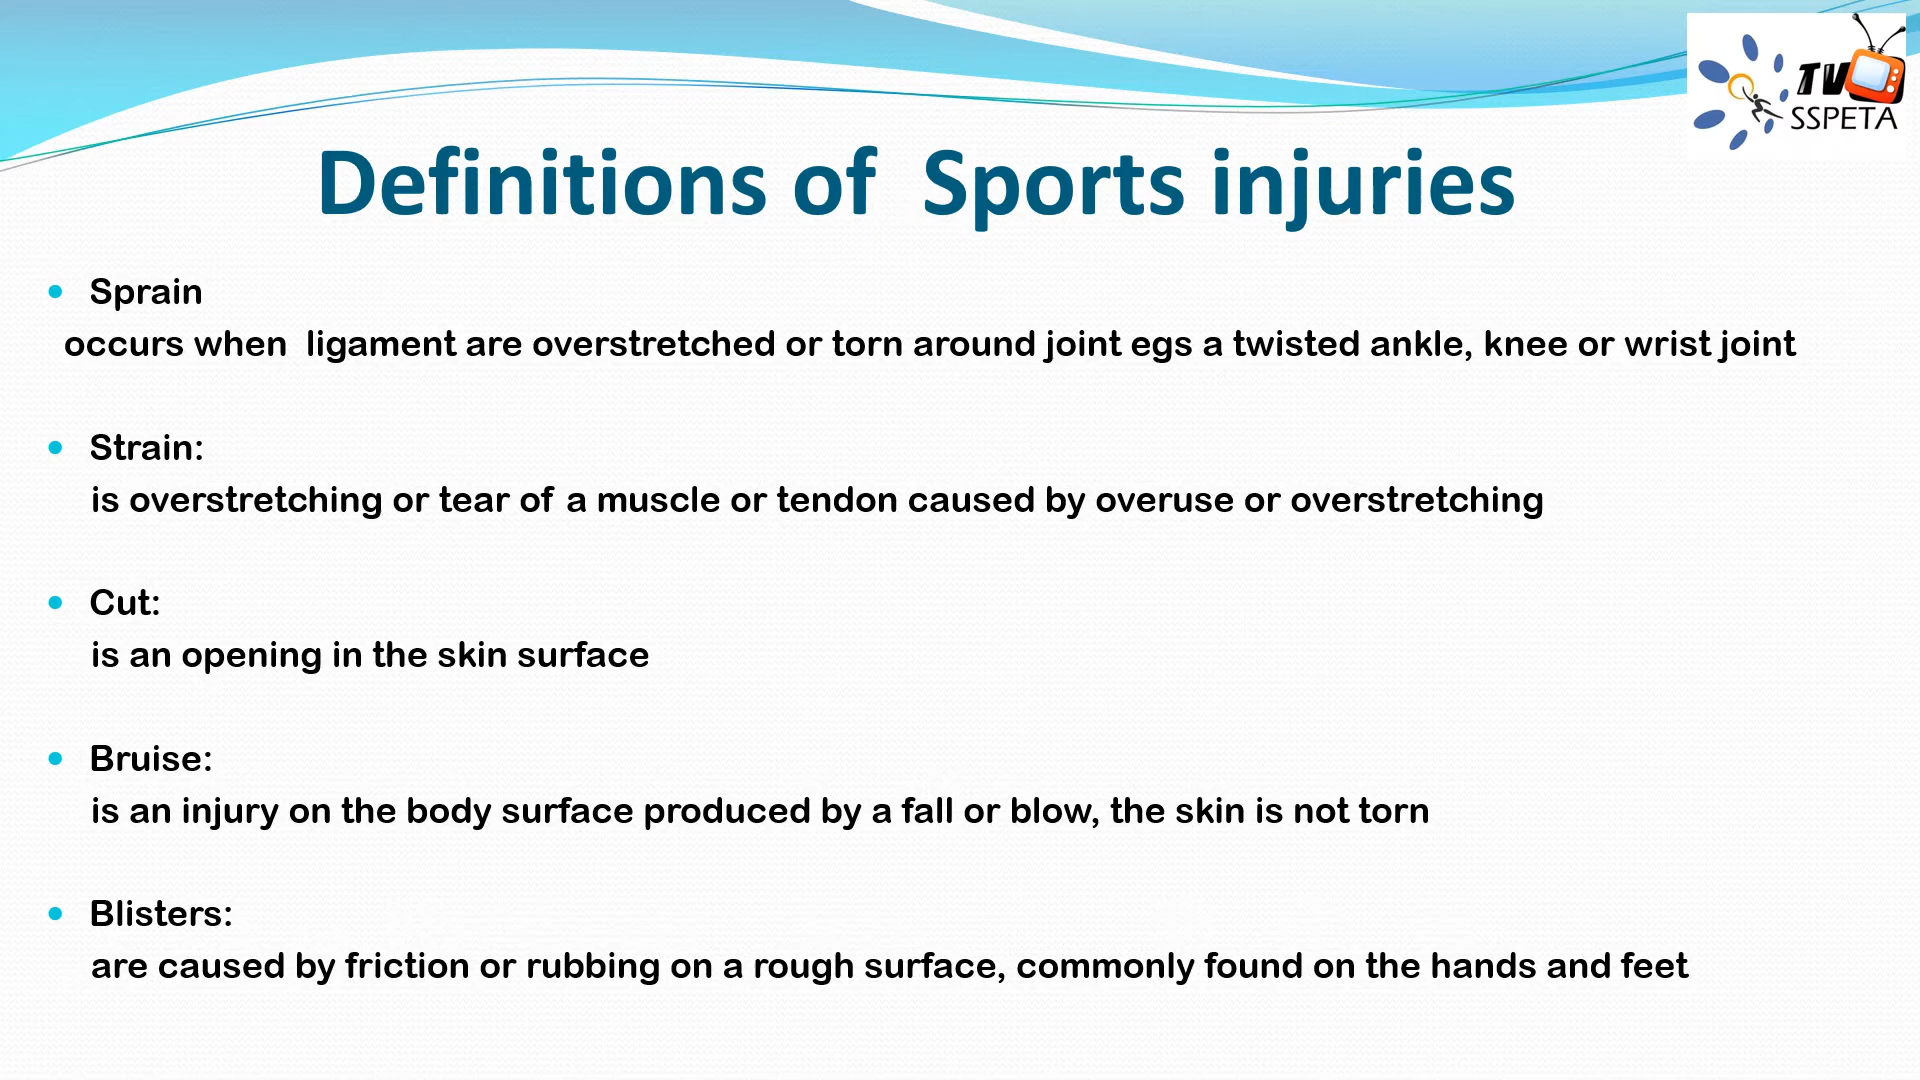 TV
SSPETA
Definitions of  Sports injuries
Sprain
occurs when  ligament are overstretched or torn around joint egs a twisted ankle, knee or wrist joint
Strain:
is overstretching or tear of a muscle or tendon caused by overuse or overstretching
Cut:
is an opening in the skin surface
Bruise:
is an injury on the body surface produced by a fall or blow, the skin is not torn
Blisters:
are caused by friction or rubbing on a rough surface, commonly found on the hands and feet